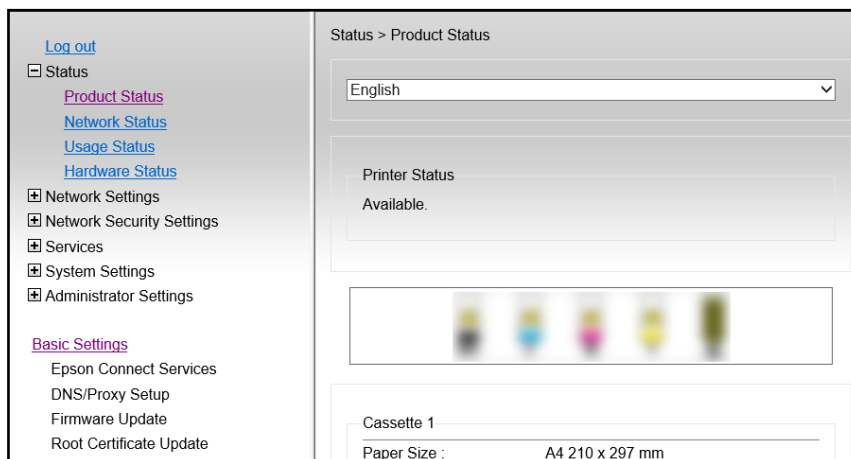 Log out
Status
Product Status
Network Status
Usage Status
Hardware Status
Network Settings
Network Security Settings
Services
System Settings
Administrator Settings
Basic Settings
Epson Connect Services
DNS/Proxy Setup
Firmware Update
Root Certificate Update
Status > Product Status
English
Printer Status
Available.
Cassette 1
Paper Size : A4 210 x 297 mm